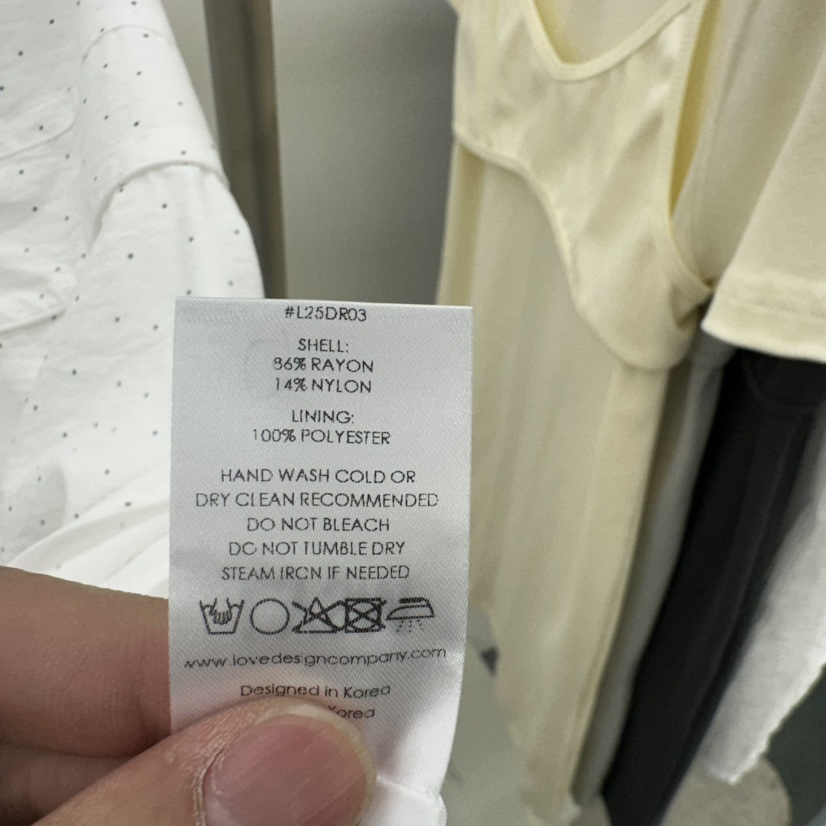 #L25DR03
SHELL:
86% RAYON
14% NYLON
LINING:
100% POLYESTER
HAND WASH COLD OR
DRY CLEAN RECOMMENDED
DO NOT BLEACH
DO NOT TUMBLE DRY
STEAM IRON IF NEEDED
www.lovedesigncompany.com
Designed in Korea
Korea